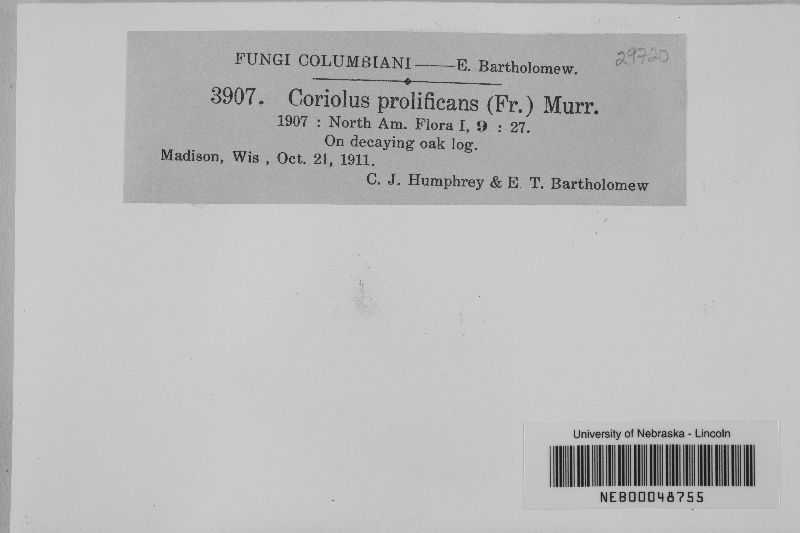 FUNGI COLUMBIANI — E. Bartholomew.
29720
3907. Coriolus prolificans (Fr.) Murr.
1907 : North Am. Flora I, 9 : 27.
On decaying oak log.
Madison, Wis , Oct. 21, 1911.
C. J. Humphrey & E. T. Bartholomew
University of Nebraska - Lincoln
NEB00048755